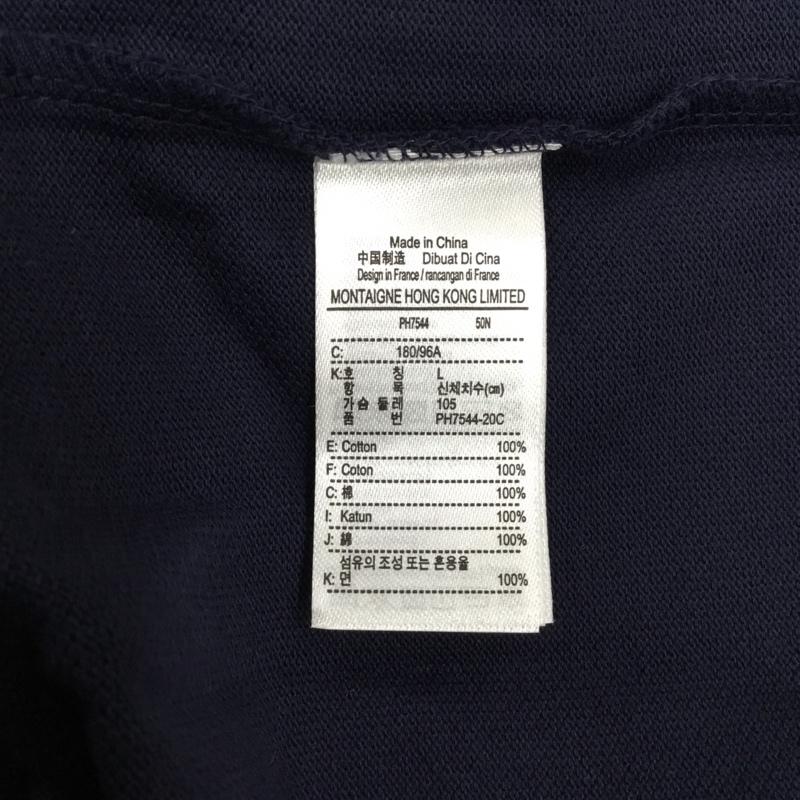 Made in China
中国制造 Dibuat Di Cina
Design in France / rancangan di France
MONTAIGNE HONG KONG LIMITED
PH7544 50N
C: 180/96A
K:호 칭 L
항 목 신체치수(㎝)
가슴 둘레 105
품 번 PH7544-20C
E: Cotton 100%
F: Coton 100%
C: 棉 100%
I: Katun 100%
J: 綿 100%
섬유의 조성 또는 혼용율
K: 면 100%